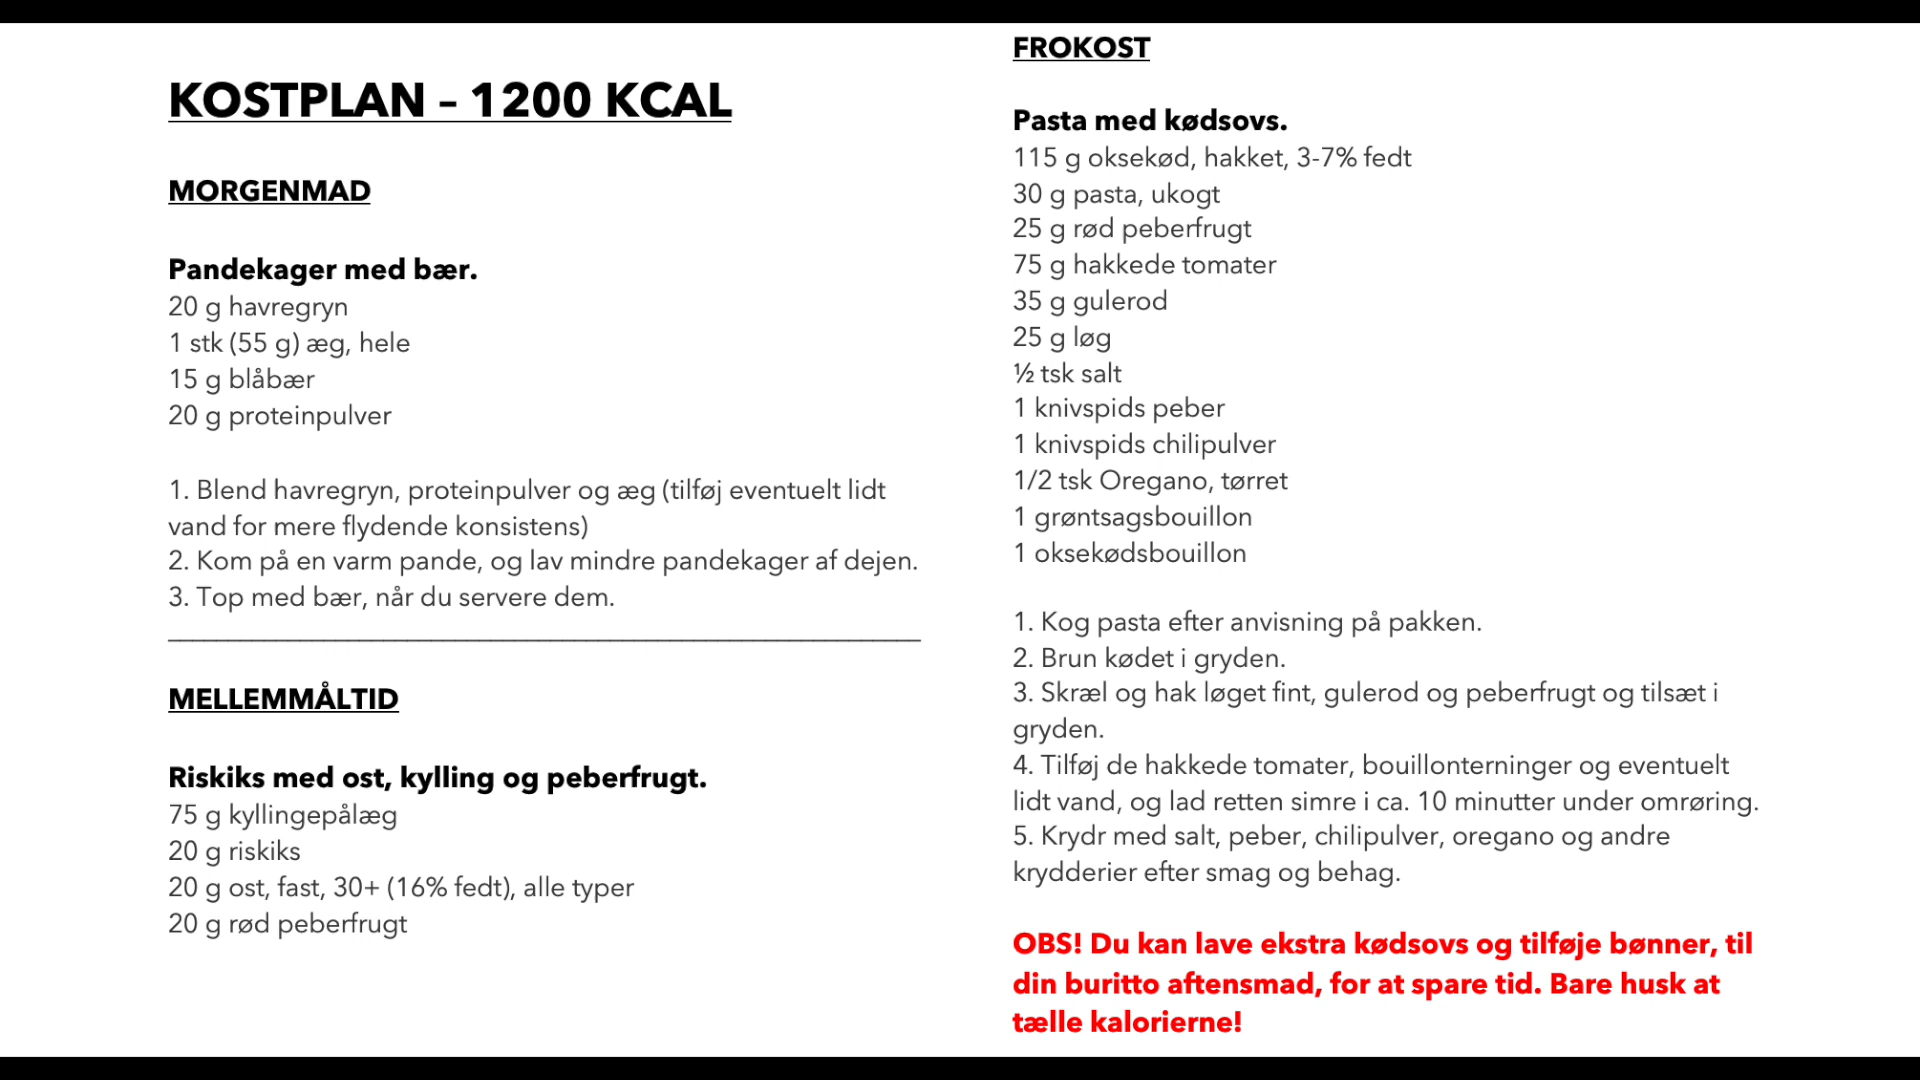 KOSTPLAN – 1200 KCAL
MORGENMAD
Pandekager med bær.
20 g havregryn
1 stk (55 g) æg, hele
15 g blåbær
20 g proteinpulver
1. Blend havregryn, proteinpulver og æg (tilføj eventuelt lidt
vand for mere flydende konsistens)
2. Kom på en varm pande, og lav mindre pandekager af dejen.
3. Top med bær, når du servere dem.
MELLEMMÅLTID
Riskiks med ost, kylling og peberfrugt.
75 g kyllingepålæg
20 g riskiks
20 g ost, fast, 30+ (16% fedt), alle typer
20 g rød peberfrugt
FROKOST
Pasta med kødsovs.
115 g oksekød, hakket, 3-7% fedt
30 g pasta, ukogt
25 g rød peberfrugt
75 g hakkede tomater
35 g gulerod
25 g løg
½ tsk salt
1 knivspids peber
1 knivspids chilipulver
1/2 tsk Oregano, tørret
1 grøntsagsbouillon
1 oksekødsbouillon
1. Kog pasta efter anvisning på pakken.
2. Brun kødet i gryden.
3. Skræl og hak løget fint, gulerod og peberfrugt og tilsæt i
gryden.
4. Tilføj de hakkede tomater, bouillonterninger og eventuelt
lidt vand, og lad retten simre i ca. 10 minutter under omrøring.
5. Krydr med salt, peber, chilipulver, oregano og andre
krydderier efter smag og behag.
OBS! Du kan lave ekstra kødsovs og tilføje bønner, til
din buritto aftensmad, for at spare tid. Bare husk at
tælle kalorierne!